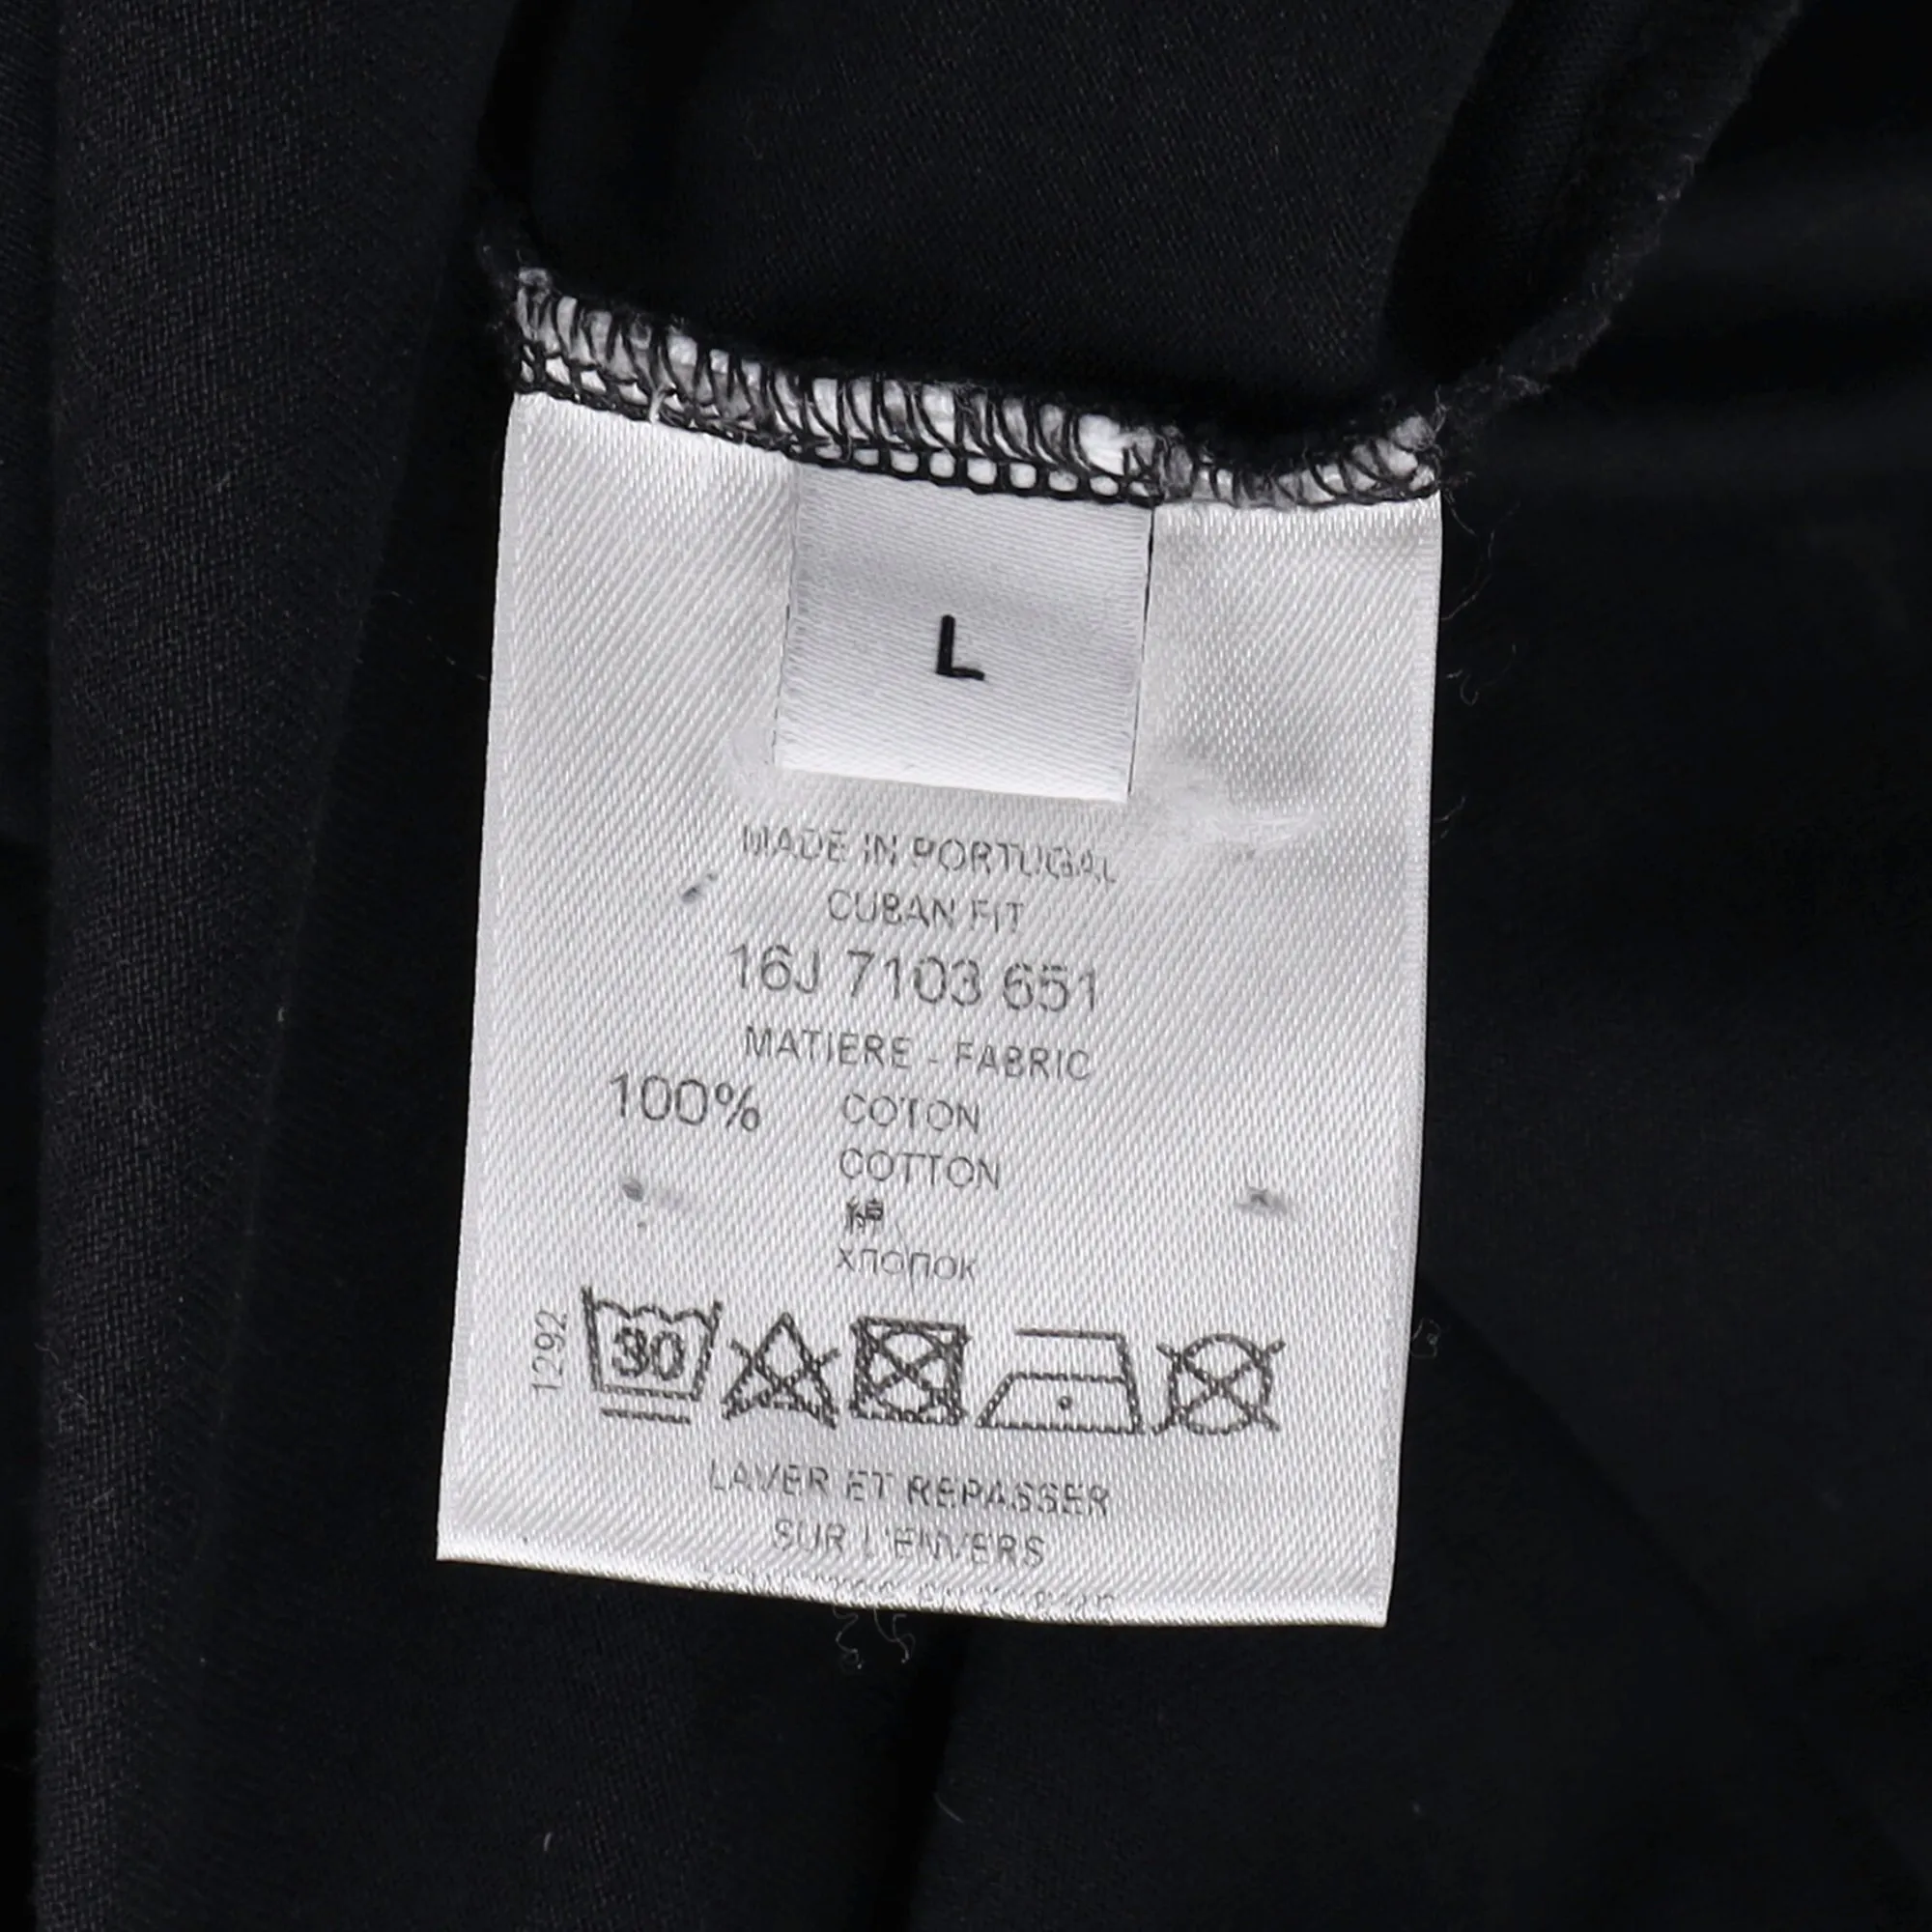 L
MADE IN PORTUGAL
CUBAN FIT
16J 7103 651
MATIERE - FABRIC
100% COTON
COTTON
綿
хлопок
1292
30
LAVER ET REPASSER
SUR L'ENVERS